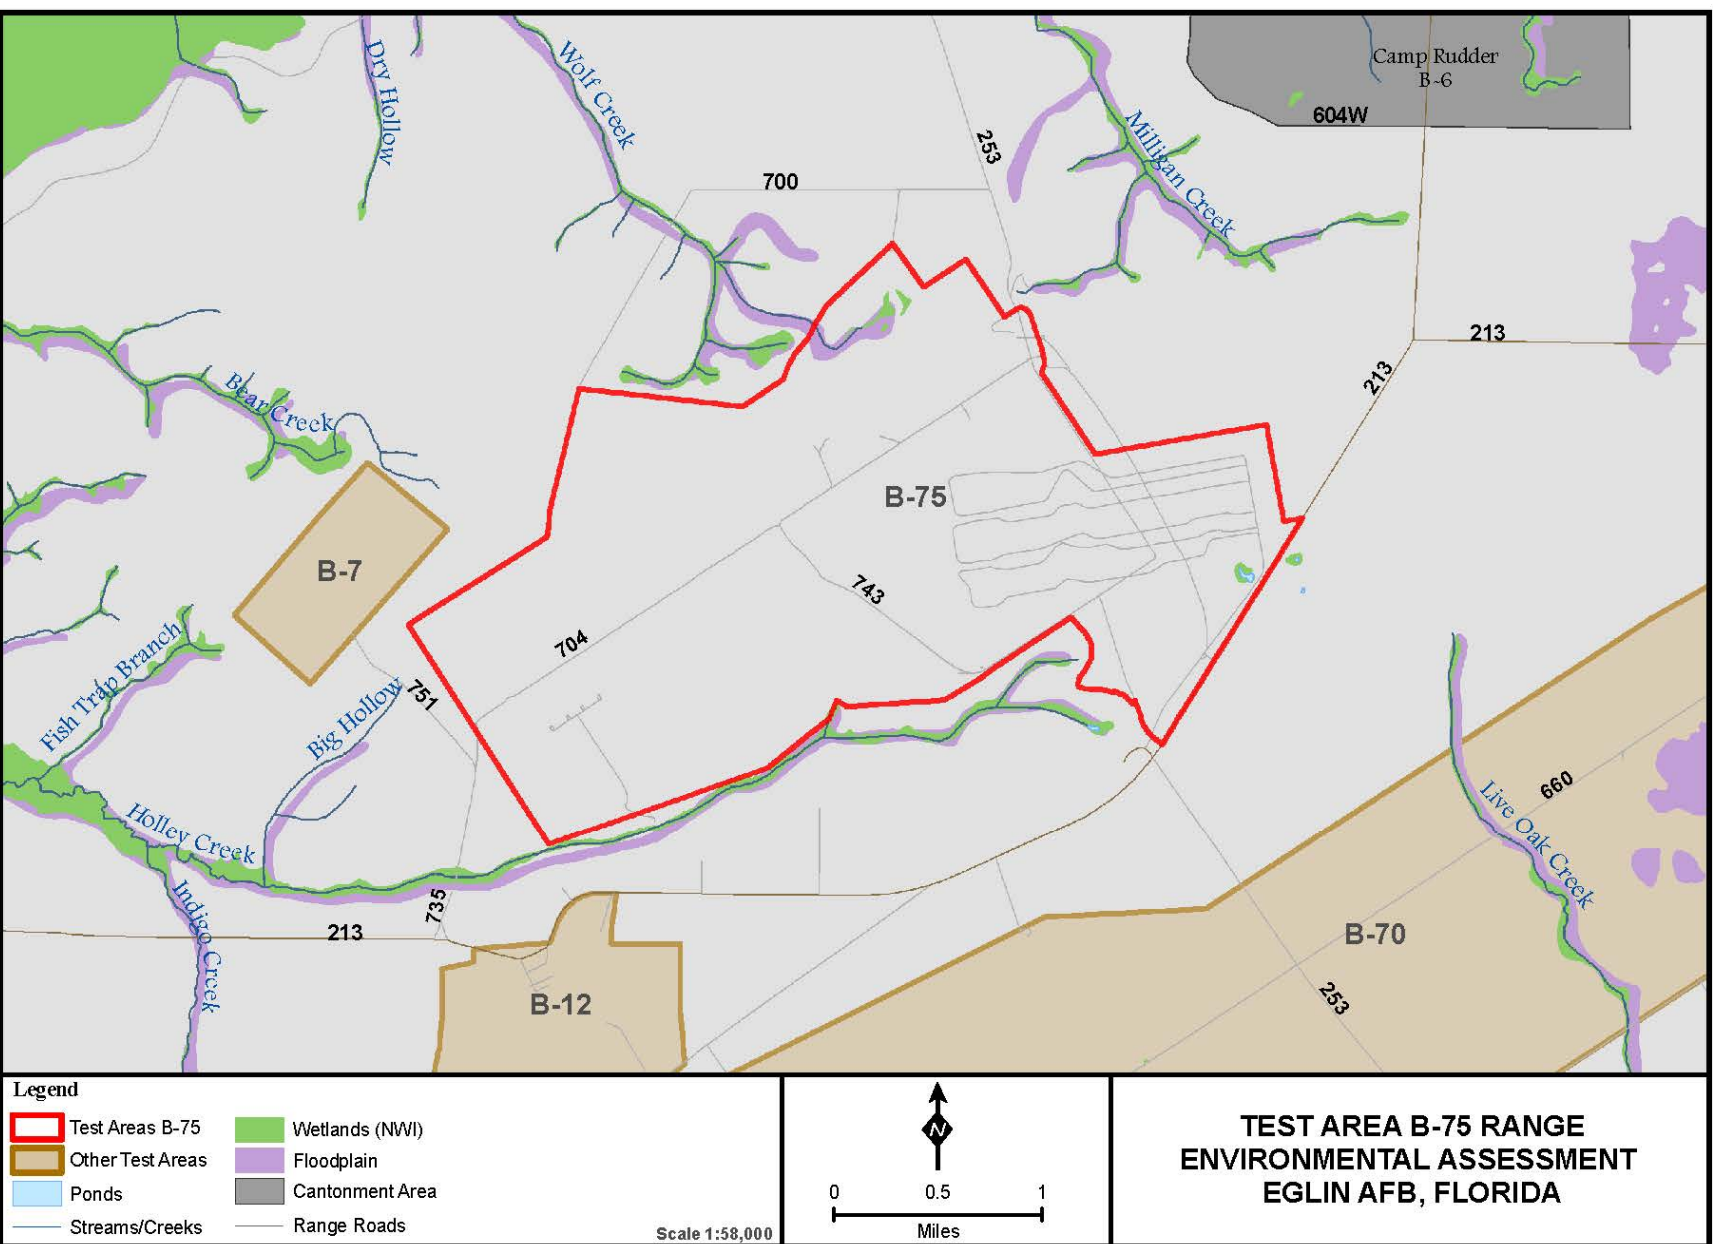 Dry Hollow
Wolf Creek
253
Milligan Creek
Camp Rudder
B-6
604W
700
213
213
Bear Creek
B-75
B-7
743
704
Fish Trap Branch
751
Big Hollow
Holley Creek
Indigo Creek
735
213
B-12
Live Oak Creek
660
B-70
253
Legend
Test Areas B-75
Other Test Areas
Ponds
Streams/Creeks
Wetlands (NWI)
Floodplain
Cantonment Area
Range Roads
Scale 1:58,000
N
0 0.5 1
Miles
TEST AREA B-75 RANGE
ENVIRONMENTAL ASSESSMENT
EGLIN AFB, FLORIDA